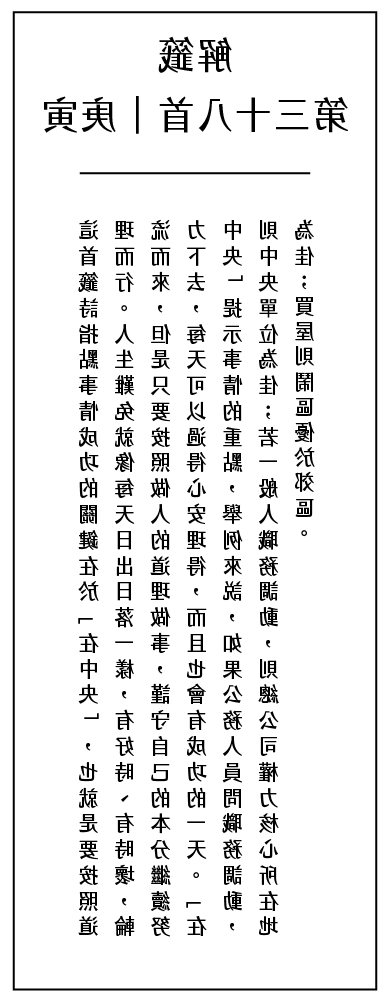 解籤
第三十八首｜庚寅
這首籤詩指點事情成功的關鍵在於「在中央」，也就是要按照道
理而行。人生難免就像每天日出日落一樣，有好時、有時壞，輪
流而來，但是只要按照做人的道理做事，謹守自己的本分繼續努
力下去，每天可以過得心安理得，而且也會有成功的一天。「在
中央」提示事情的重點，舉例來說，如果公務人員問職務調動，
則中央單位為佳；若一般人職務調動，則總公司權力核心所在地
為佳；買屋則鬧區優於郊區。